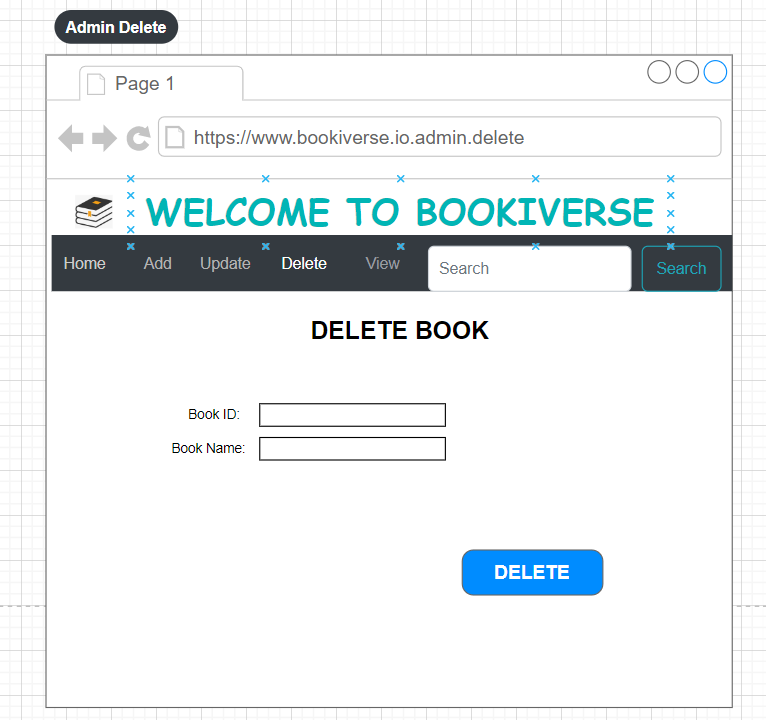 Admin Delete
Page 1
https://www.bookiverse.io.admin.delete
WELCOME TO BOOKIVERSE
Home Add Update Delete View Search Search
DELETE BOOK
Book ID:
Book Name:
DELETE